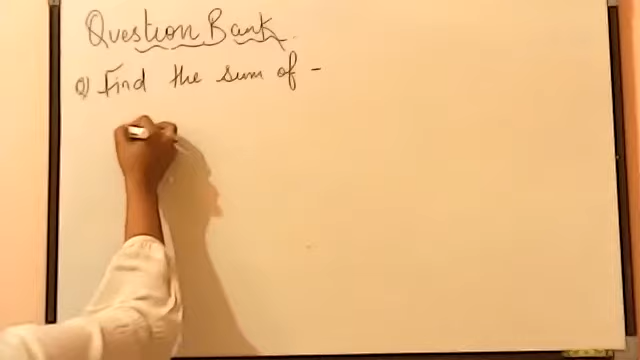 Question Bank
Q) Find the sum of -